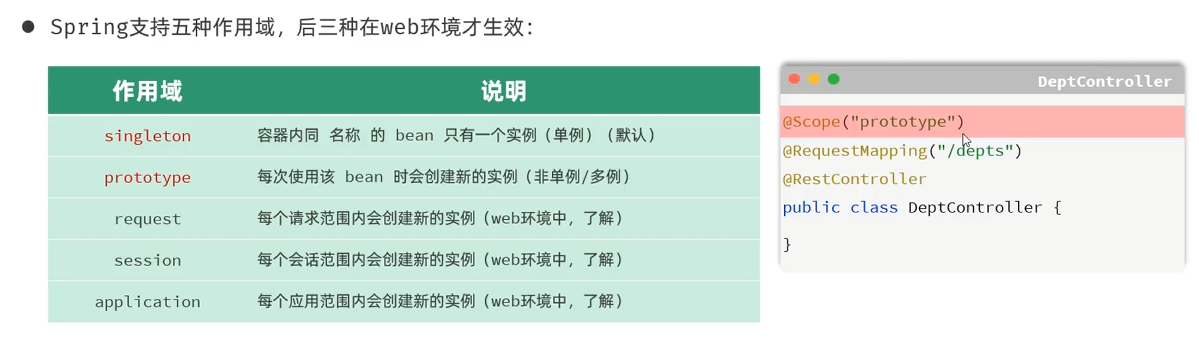 ● Spring支持五种作用域，后三种在web环境才生效：
作用域 说明
singleton 容器内同 名称 的 bean 只有一个实例（单例）（默认）
prototype 每次使用该 bean 时会创建新的实例（非单例/多例）
request 每个请求范围内会创建新的实例（web环境中，了解）
session 每个会话范围内会创建新的实例（web环境中，了解）
application 每个应用范围内会创建新的实例（web环境中，了解）
DeptController
@Scope("prototype")
@RequestMapping("/depts")
@RestController
public class DeptController {
}